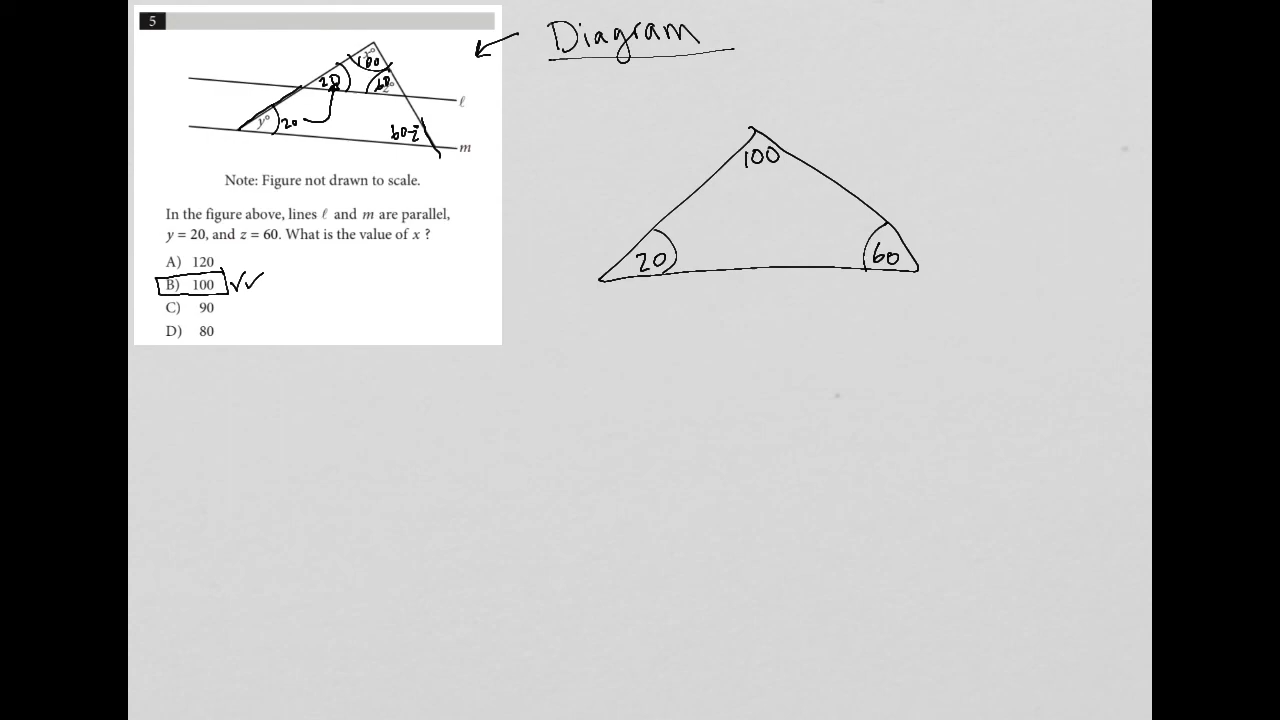 5
Diagram
x°
100
20
60
z°
ℓ
y°
20
60-z
m
Note: Figure not drawn to scale.
In the figure above, lines ℓ and m are parallel,
y = 20, and z = 60. What is the value of x ?
A) 120
B) 100
C) 90
D) 80
100
20
60